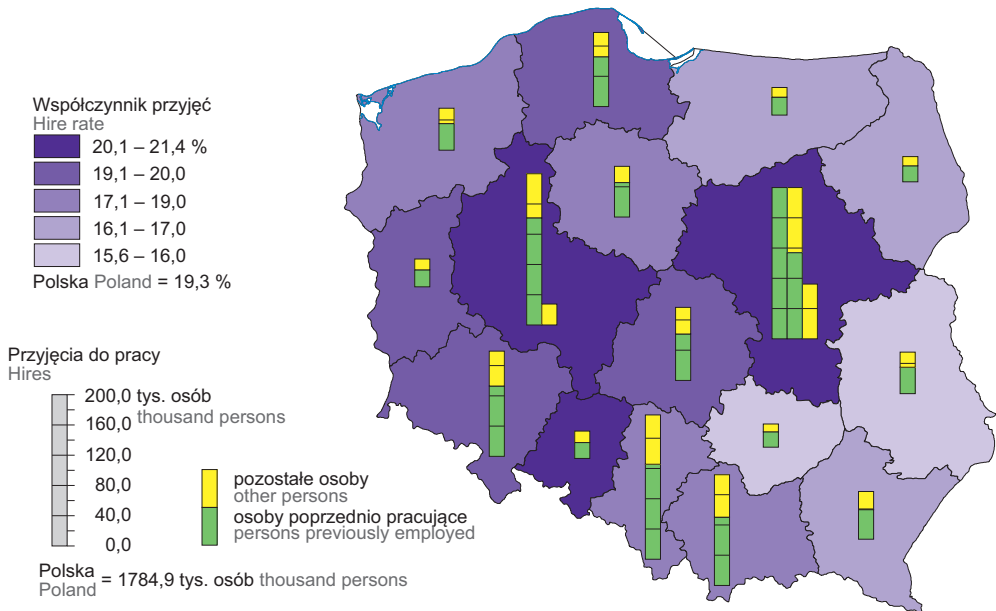 Współczynnik przyjęć
Hire rate
20,1 – 21,4 %
19,1 – 20,0
17,1 – 19,0
16,1 – 17,0
15,6 – 16,0
Polska Poland = 19,3 %
Przyjęcia do pracy
Hires
200,0 tys. osób
thousand persons
160,0
120,0
80,0
40,0
0,0
pozostałe osoby
other persons
osoby poprzednio pracujące
persons previously employed
Polska
Poland = 1784,9 tys. osób thousand persons